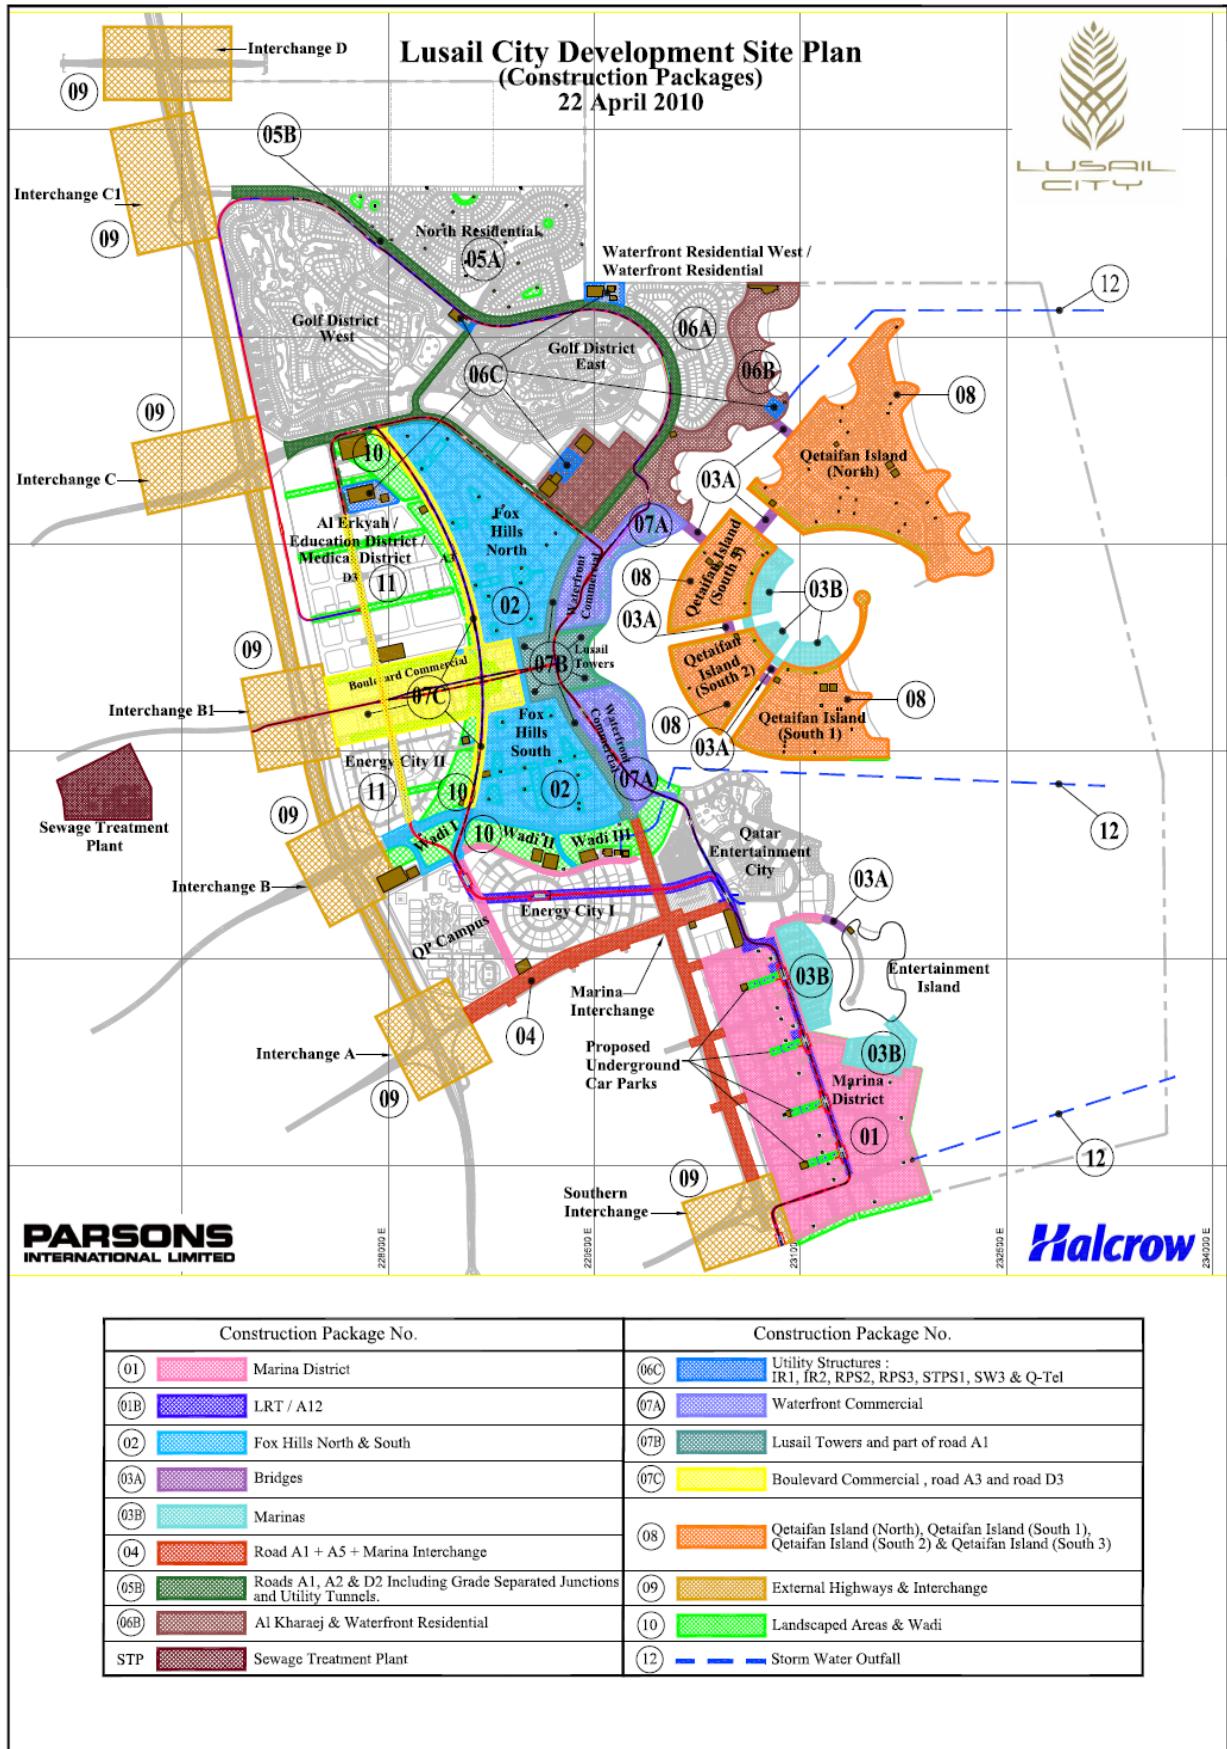 Lusail City Development Site Plan
(Construction Packages)
22 April 2010
LUSAIL
CITY
Interchange D
09
05B
Interchange C1
09
North Residential
05A
Waterfront Residential West /
Waterfront Residential
12
Golf District
West
06A
Golf District
East
06B
06C
08
09
10
Qetaifan Island
(North)
Interchange C
03A
Fox
Hills
North
07A
Al Erkyah /
Education District /
Medical District
A3
D3
11
Qetaifan Island
(South 3)
08
Waterfront
Commercial
03B
02
03A
09
Lusail
Towers
07B
Qetaifan
Island
(South 2)
Boulevard Commercial
07C
Interchange B1
08
08
Qetaifan Island
(South 1)
Fox
Hills
South
Waterfront
Commercial
03A
Energy City II
07A
11
10
02
09
Sewage Treatment
Plant
Wadi I
10
Wadi II
Wadi III
12
Qatar
Entertainment
City
Interchange B
03A
Energy City I
QP Campus
03B
Entertainment
Island
Marina
Interchange
04
Interchange A
Proposed
Underground
Car Parks
03B
Marina
District
09
01
12
09
Southern
Interchange
PARSONS
INTERNATIONAL LIMITED
228000 E
229500 E
23100
232500 E
234000 E
Halcrow
Construction Package No.
01 Marina District
01B LRT / A12
02 Fox Hills North & South
03A Bridges
03B Marinas
04 Road A1 + A5 + Marina Interchange
05B Roads A1, A2 & D2 Including Grade Separated Junctions
and Utility Tunnels.
06B Al Kharaej & Waterfront Residential
STP Sewage Treatment Plant
Construction Package No.
06C Utility Structures :
IR1, IR2, RPS2, RPS3, STPS1, SW3 & Q-Tel
07A Waterfront Commercial
07B Lusail Towers and part of road A1
07C Boulevard Commercial , road A3 and road D3
08 Qetaifan Island (North), Qetaifan Island (South 1),
Qetaifan Island (South 2) & Qetaifan Island (South 3)
09 External Highways & Interchange
10 Landscaped Areas & Wadi
12 Storm Water Outfall